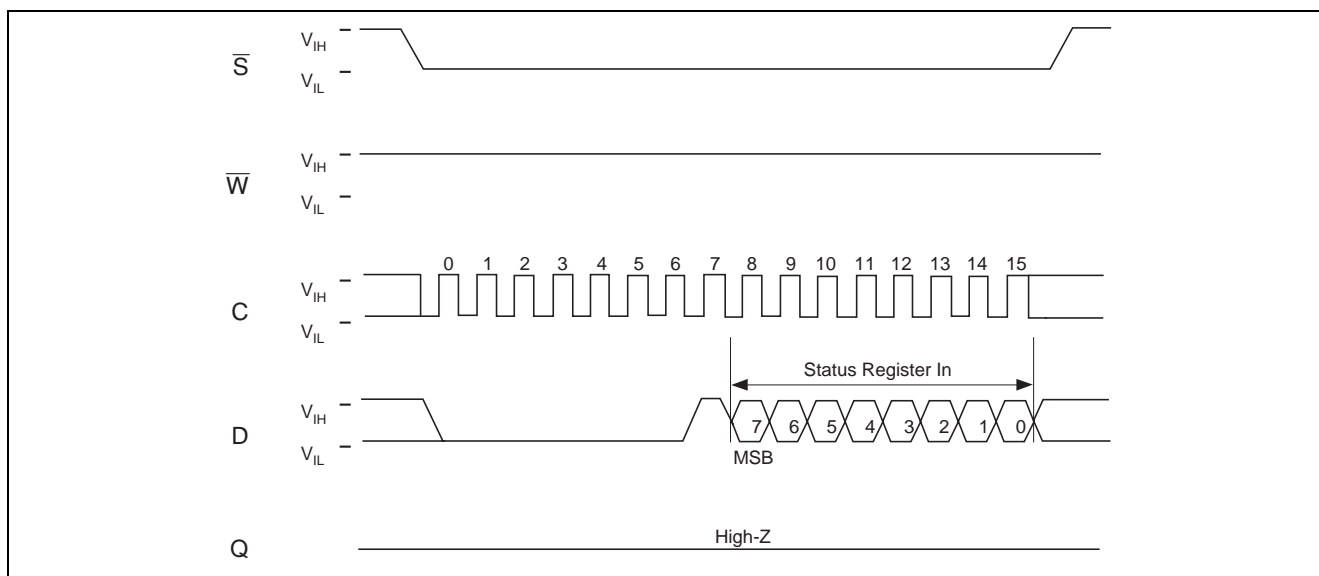 S̅
V_IH
V_IL
W̅
V_IH
V_IL
0 1 2 3 4 5 6 7 8 9 10 11 12 13 14 15
C
V_IH
V_IL
Status Register In
D
V_IH
V_IL
7 6 5 4 3 2 1 0
MSB
Q
High-Z